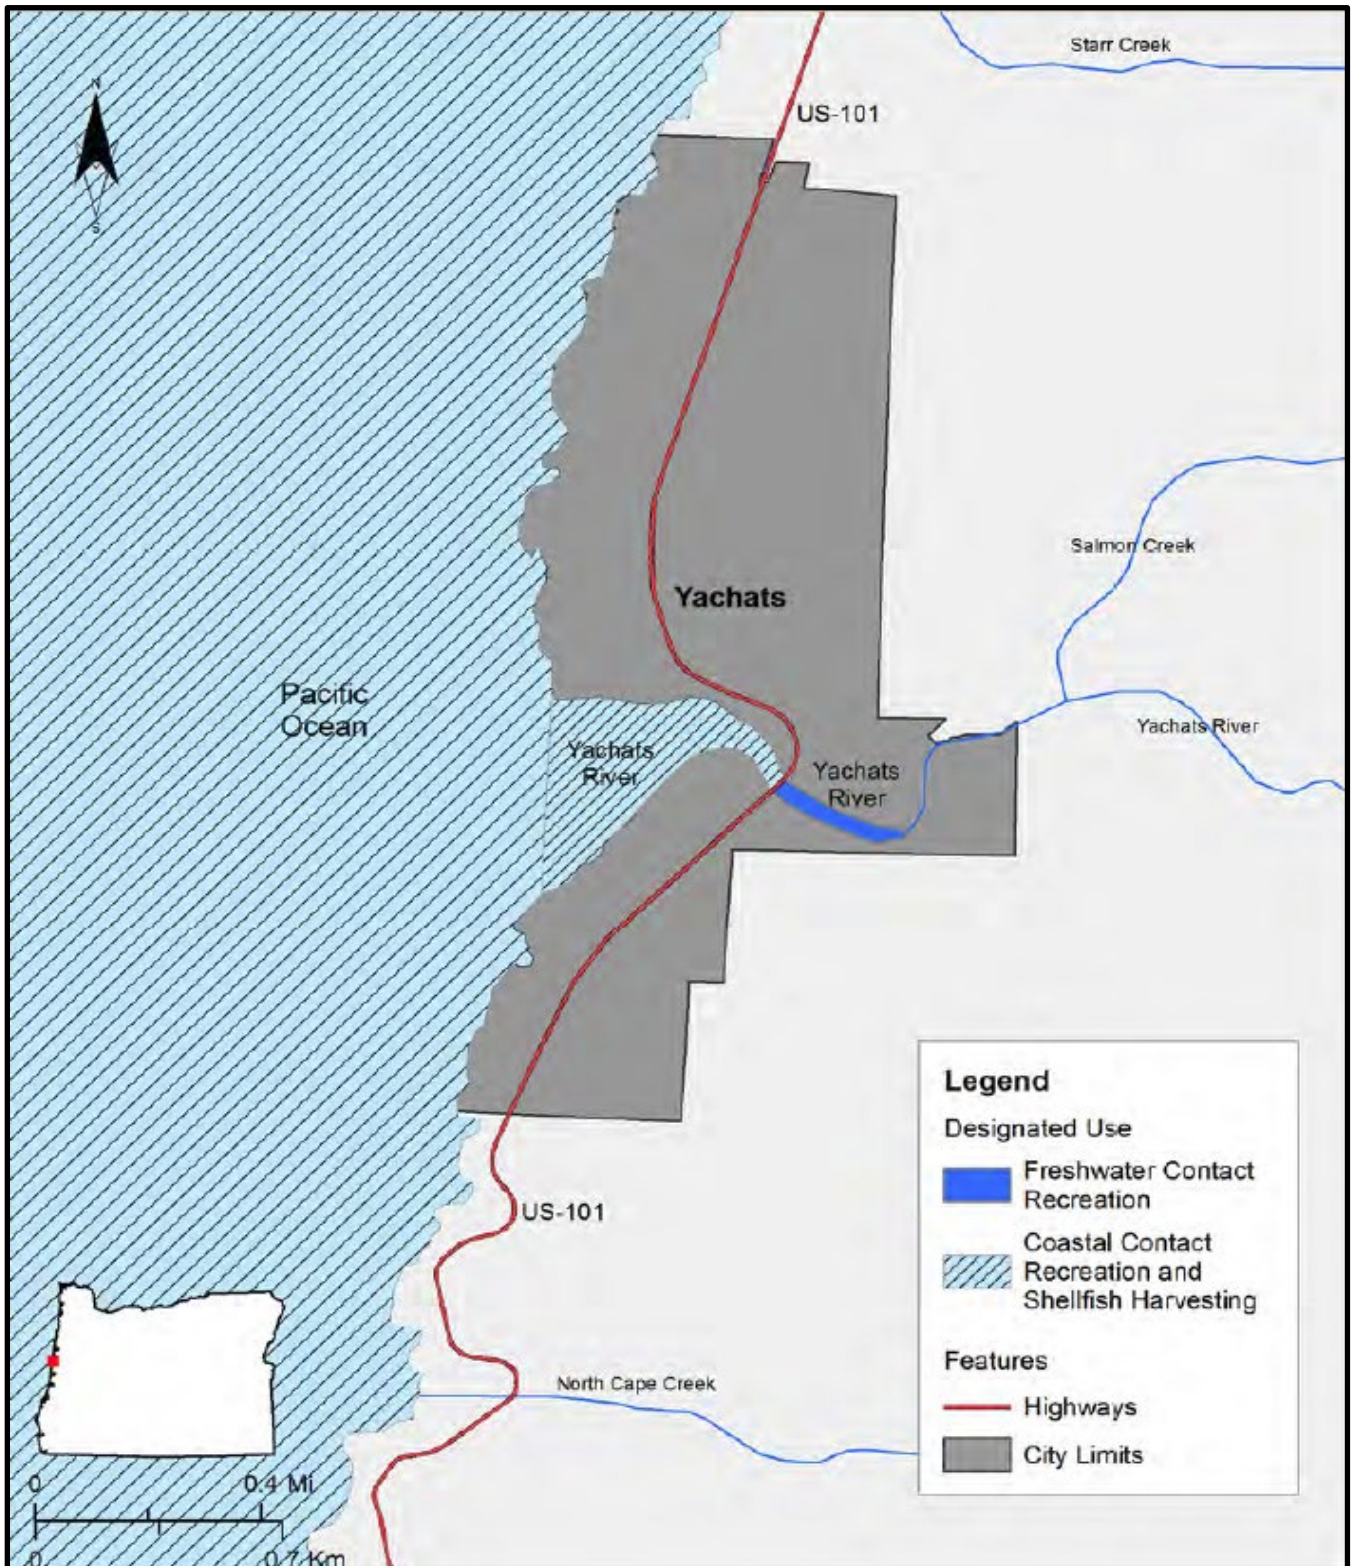 Starr Creek
N
US-101
S
Salmon Creek
Yachats
Pacific
Ocean
Yachats
River
Yachats
River
Yachats River
Legend
Designated Use
Freshwater Contact
Recreation
Coastal Contact
Recreation and
Shellfish Harvesting
Features
Highways
City Limits
US-101
North Cape Creek
0
0.4 Mi
0
0.7 Km